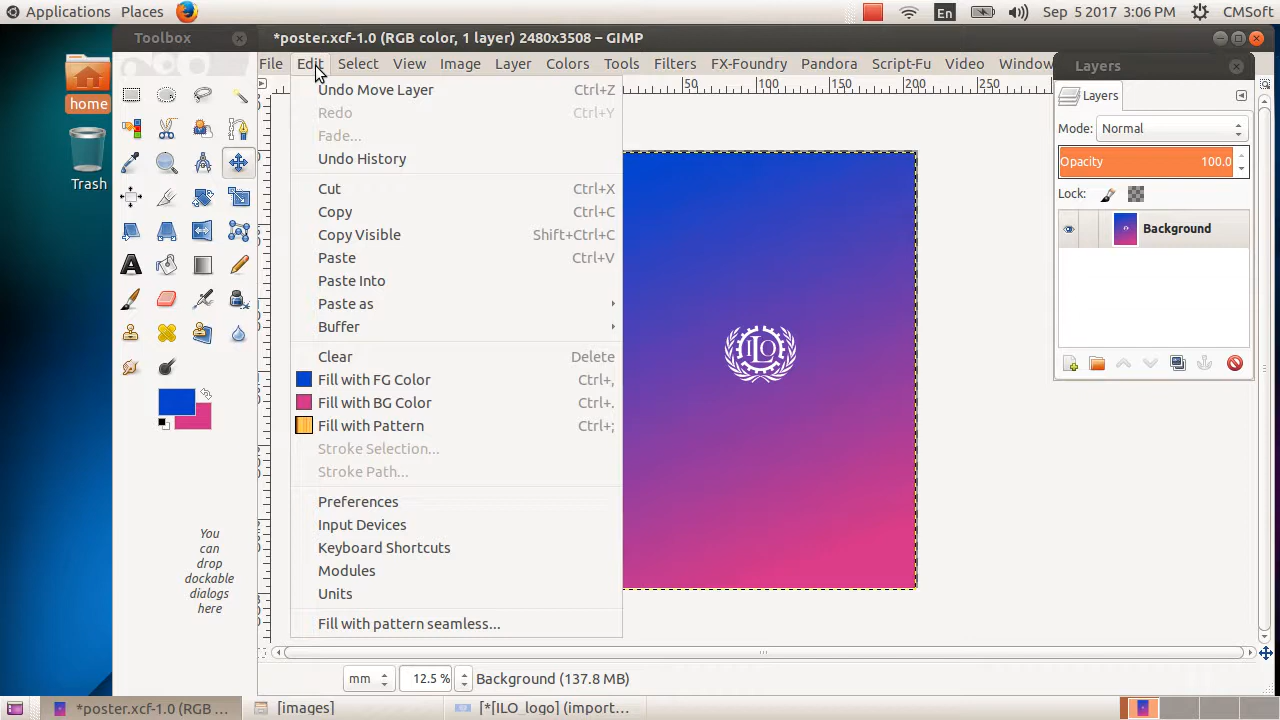 Applications Places
En
Sep 5 2017 3:06 PM
CMSoft
home
Trash
Toolbox
*poster.xcf-1.0 (RGB color, 1 layer) 2480x3508 – GIMP
File Edit Select View Image Layer Colors Tools Filters FX-Foundry Pandora Script-Fu Video Window
50 100 150 200 250
Undo Move Layer Ctrl+Z
Redo Ctrl+Y
Fade...
Undo History
Cut Ctrl+X
Copy Ctrl+C
Copy Visible Shift+Ctrl+C
Paste Ctrl+V
Paste Into
Paste as
Buffer
Clear Delete
Fill with FG Color Ctrl+,
Fill with BG Color Ctrl+.
Fill with Pattern Ctrl+;
Stroke Selection...
Stroke Path...
Preferences
Input Devices
Keyboard Shortcuts
Modules
Units
Fill with pattern seamless...
ILO
You
can
drop
dockable
dialogs
here
Layers
Layers
Mode: Normal
Opacity 100.0
Lock:
Background
mm 12.5 % Background (137.8 MB)
*poster.xcf-1.0 (RGB ...
[images]
[*[ILO_logo] (import...